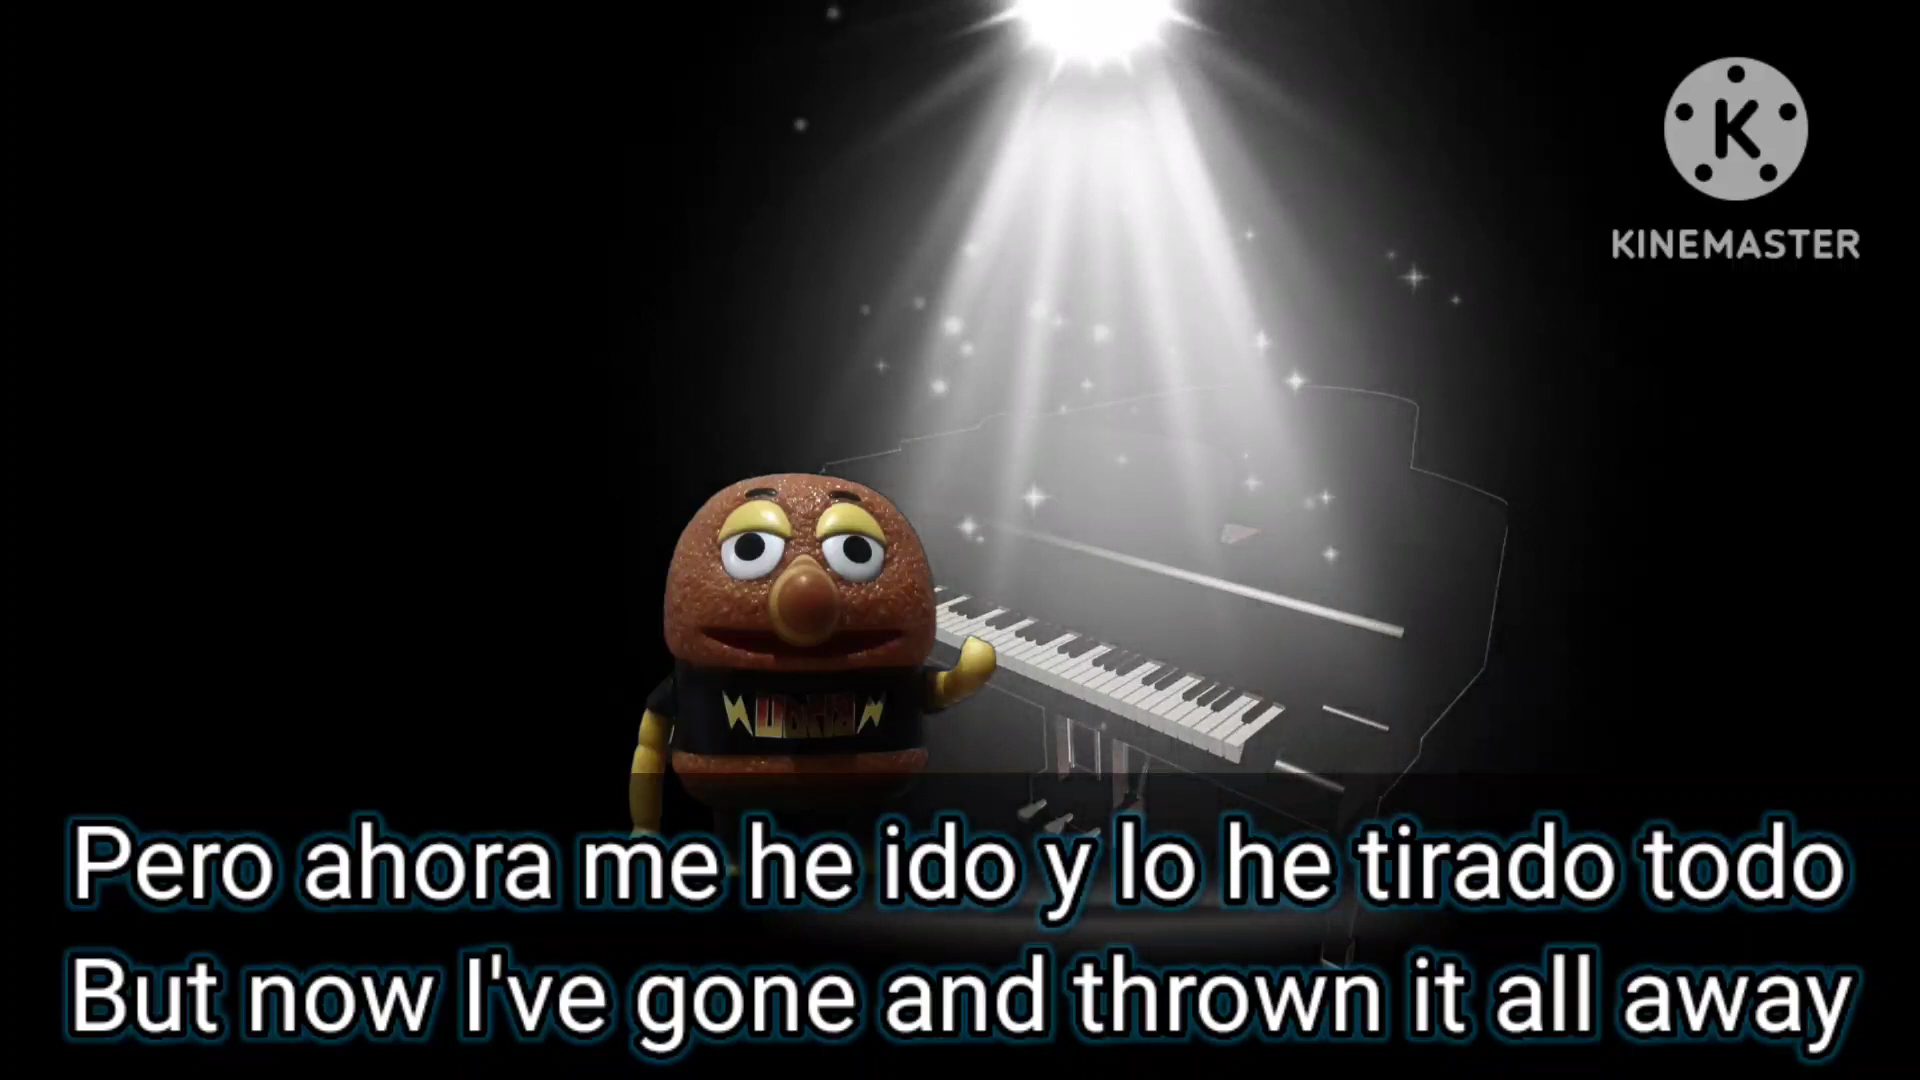 K
KINEMASTER
Pero ahora me he ido y lo he tirado todo
But now I've gone and thrown it all away